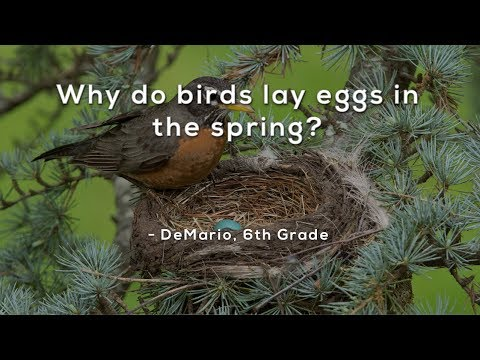 Why do birds lay eggs in
the spring?
- DeMario, 6th Grade